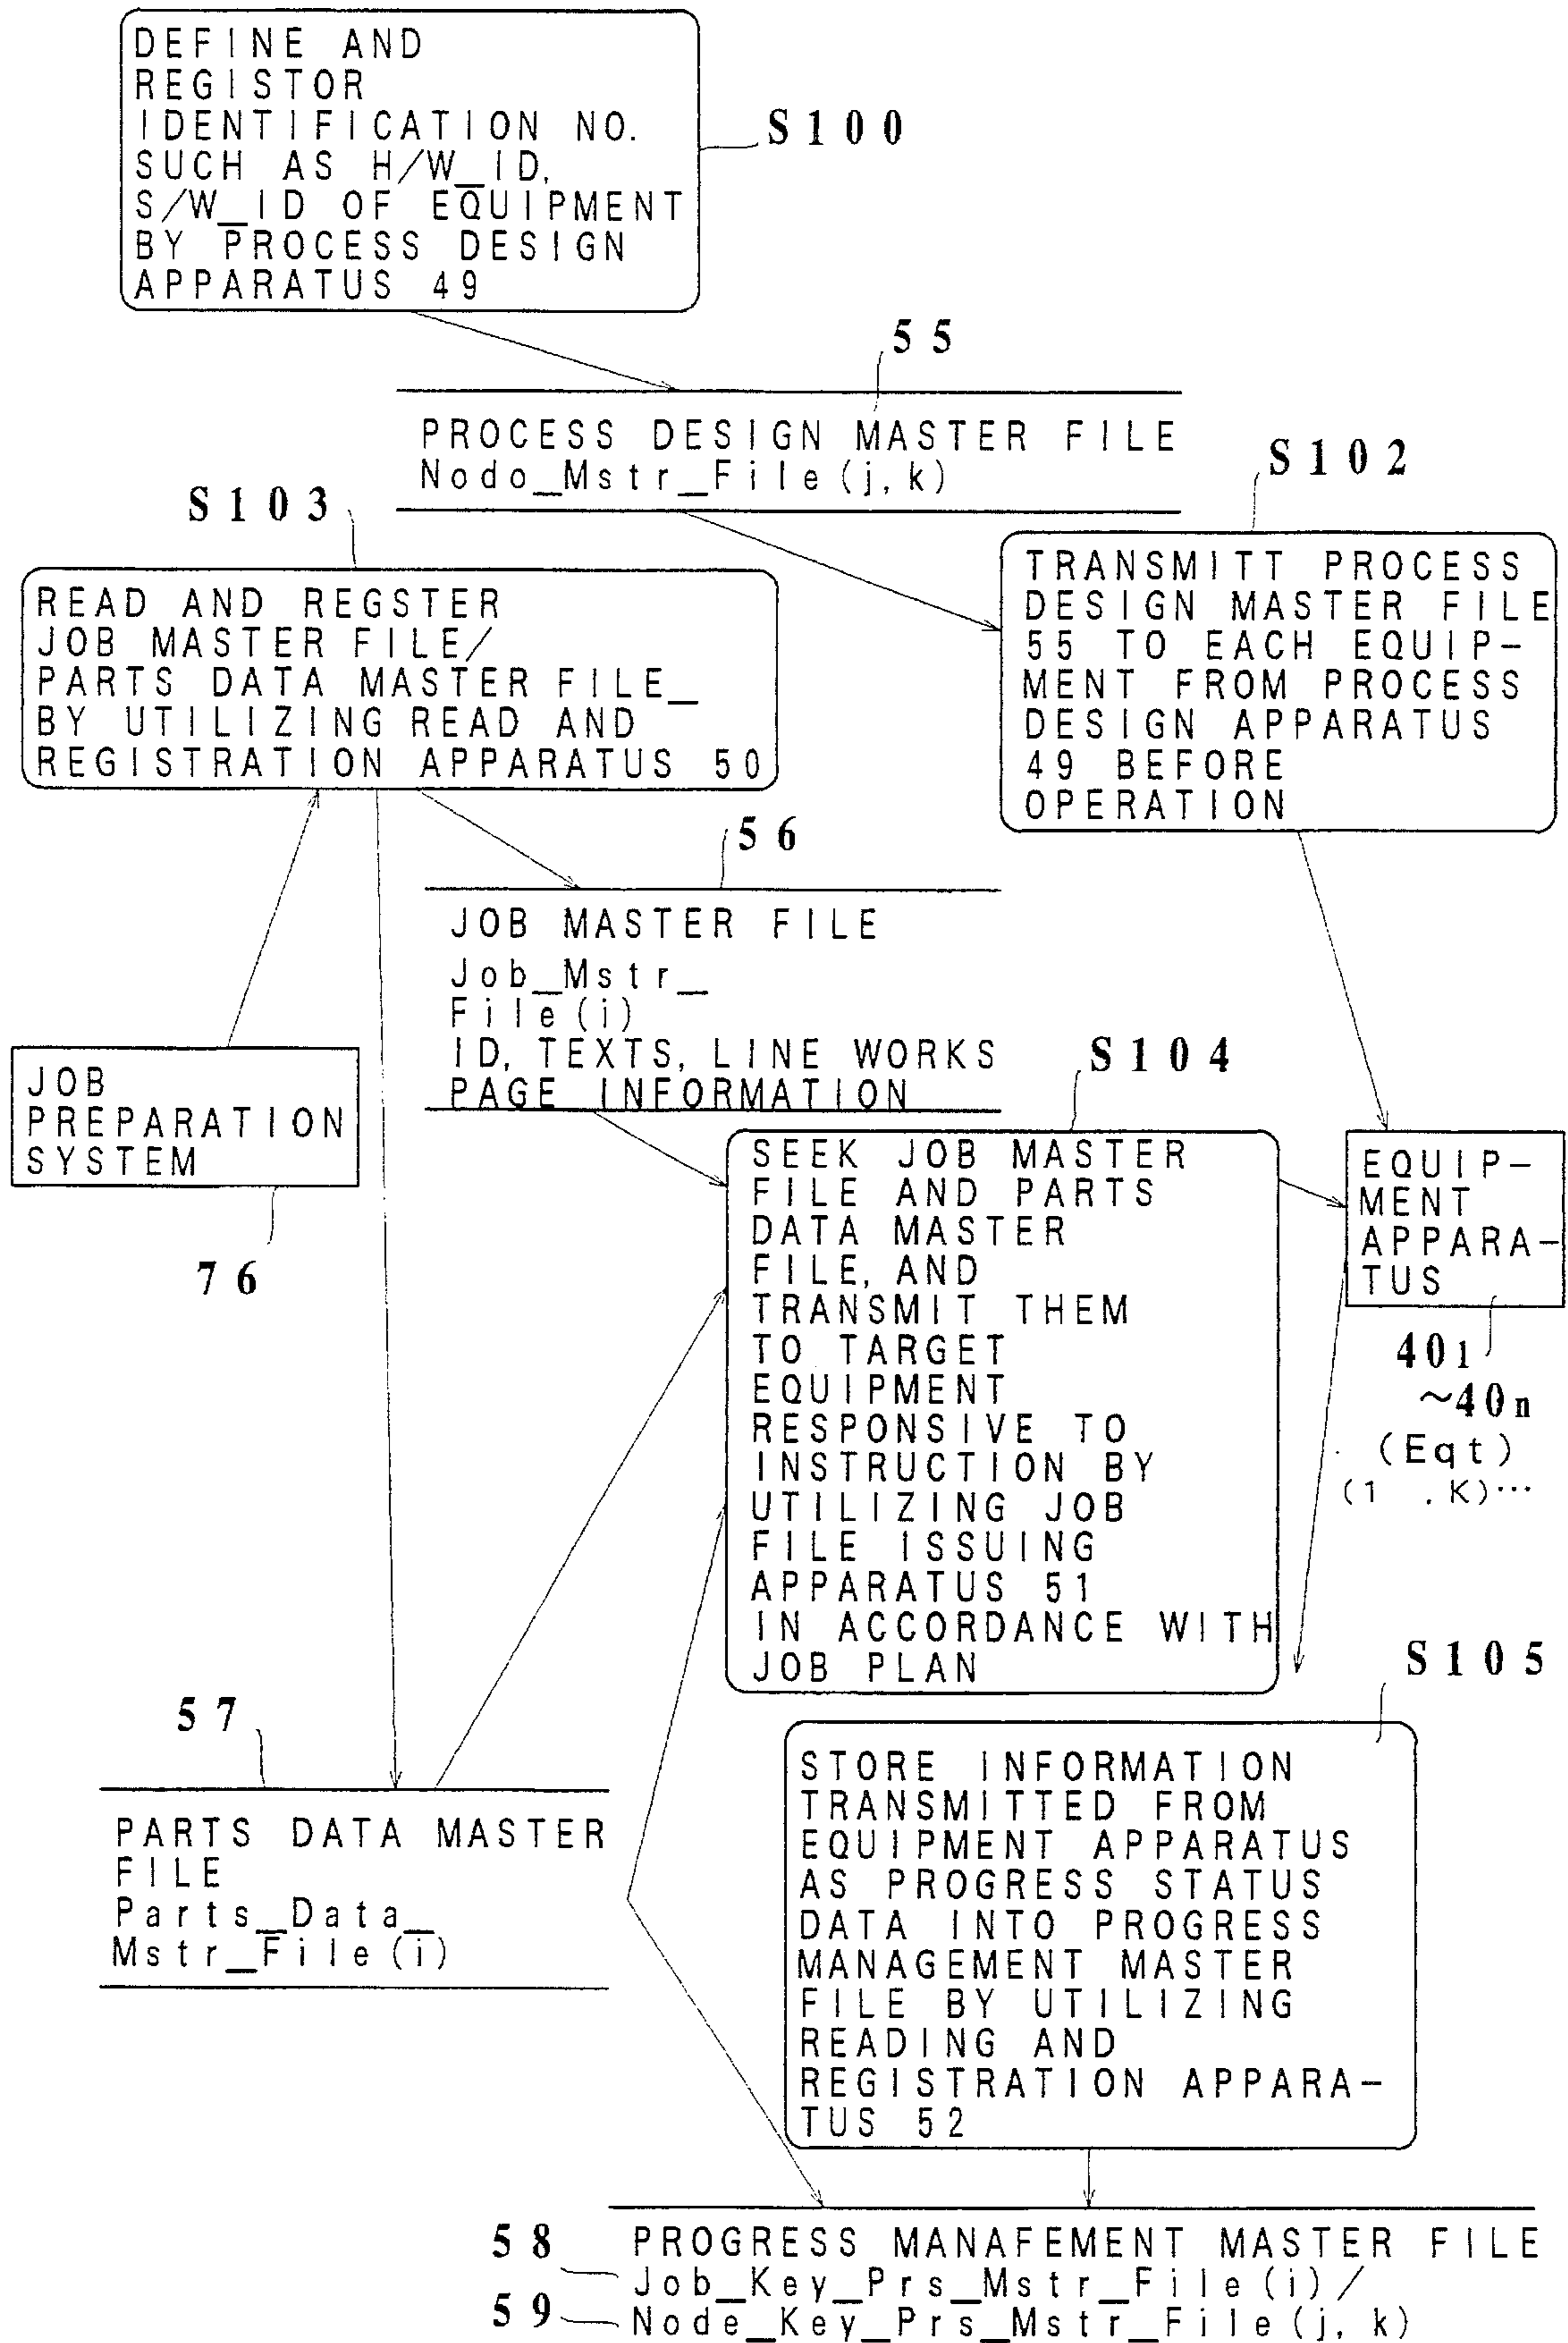 DEFINE AND
REGISTOR
IDENTIFICATION NO.
SUCH AS H/W_ID,
S/W_ID OF EQUIPMENT
BY PROCESS DESIGN
APPARATUS 49
S100
55
PROCESS DESIGN MASTER FILE
Nodo_Mstr_File(j,k)
S102
TRANSMITT PROCESS
DESIGN MASTER FILE
55 TO EACH EQUIP-
MENT FROM PROCESS
DESIGN APPARATUS
49 BEFORE
OPERATION
S103
READ AND REGSTER
JOB MASTER FILE/
PARTS DATA MASTER FILE_
BY UTILIZING READ AND
REGISTRATION APPARATUS 50
56
JOB MASTER FILE
Job_Mstr_
File(i)
ID, TEXTS, LINE WORKS
PAGE INFORMATION
JOB
PREPARATION
SYSTEM
76
S104
SEEK JOB MASTER
FILE AND PARTS
DATA MASTER
FILE, AND
TRANSMIT THEM
TO TARGET
EQUIPMENT
RESPONSIVE TO
INSTRUCTION BY
UTILIZING JOB
FILE ISSUING
APPARATUS 51
IN ACCORDANCE WITH
JOB PLAN
EQUIP-
MENT
APPARA-
TUS
401
~40n
(Eqt)
(1 ,K)···
57
PARTS DATA MASTER
FILE
Parts_Data_
Mstr_File(i)
S105
STORE INFORMATION
TRANSMITTED FROM
EQUIPMENT APPARATUS
AS PROGRESS STATUS
DATA INTO PROGRESS
MANAGEMENT MASTER
FILE BY UTILIZING
READING AND
REGISTRATION APPARA-
TUS 52
PROGRESS MANAFEMENT MASTER FILE
58 Job_Key_Prs_Mstr_File(i)/
59 Node_Key_Prs_Mstr_File(j, k)